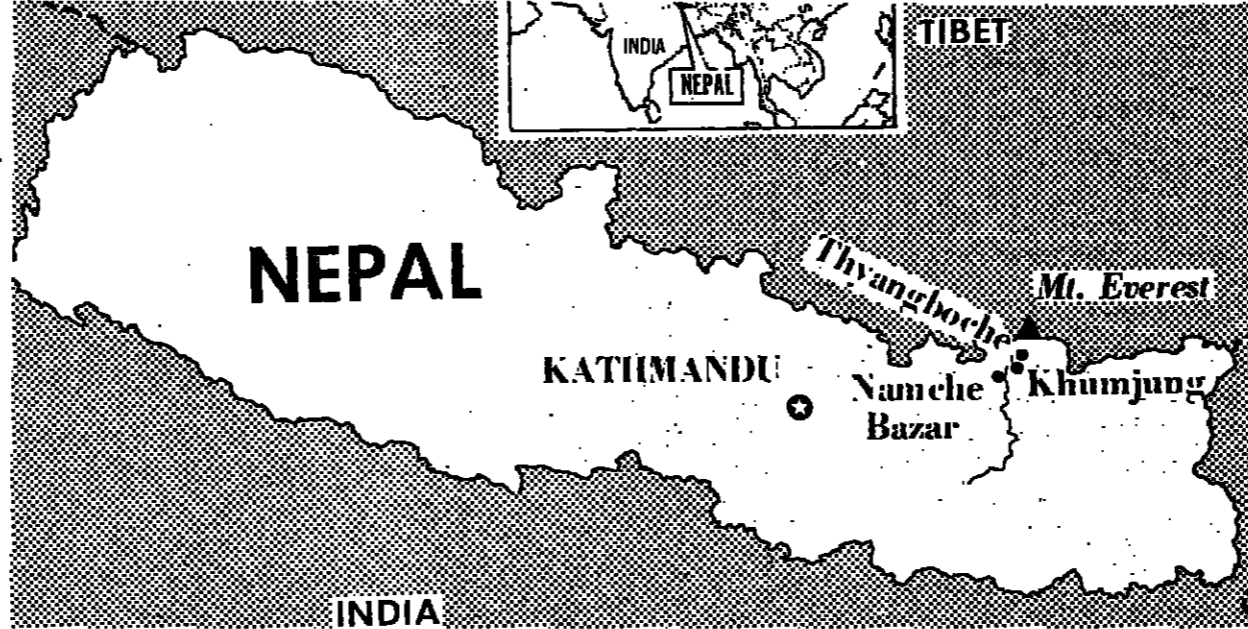 TIBET
INDIA
NEPAL
NEPAL
Thyangboche
Mt. Everest
KATHMANDU
Namche
Bazar
Khumjung
INDIA